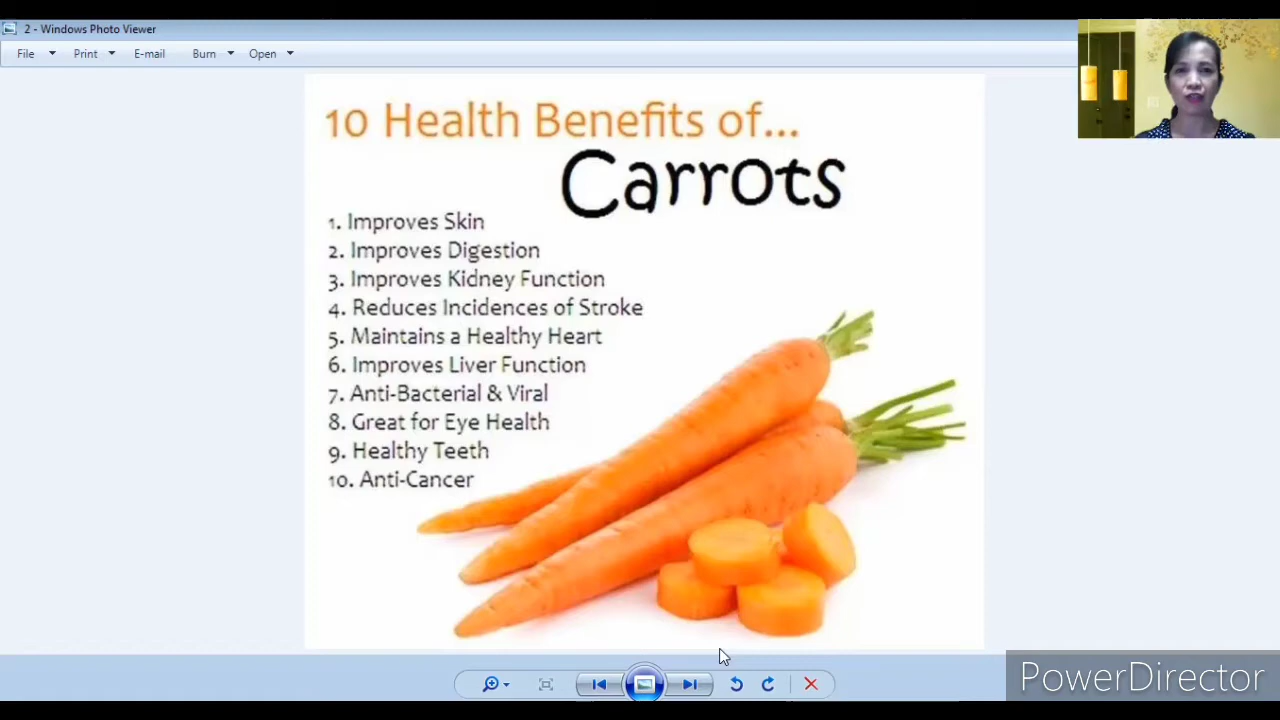 2 - Windows Photo Viewer
File Print E-mail Burn Open
10 Health Benefits of...
Carrots
1. Improves Skin
2. Improves Digestion
3. Improves Kidney Function
4. Reduces Incidences of Stroke
5. Maintains a Healthy Heart
6. Improves Liver Function
7. Anti-Bacterial & Viral
8. Great for Eye Health
9. Healthy Teeth
10. Anti-Cancer
PowerDirector